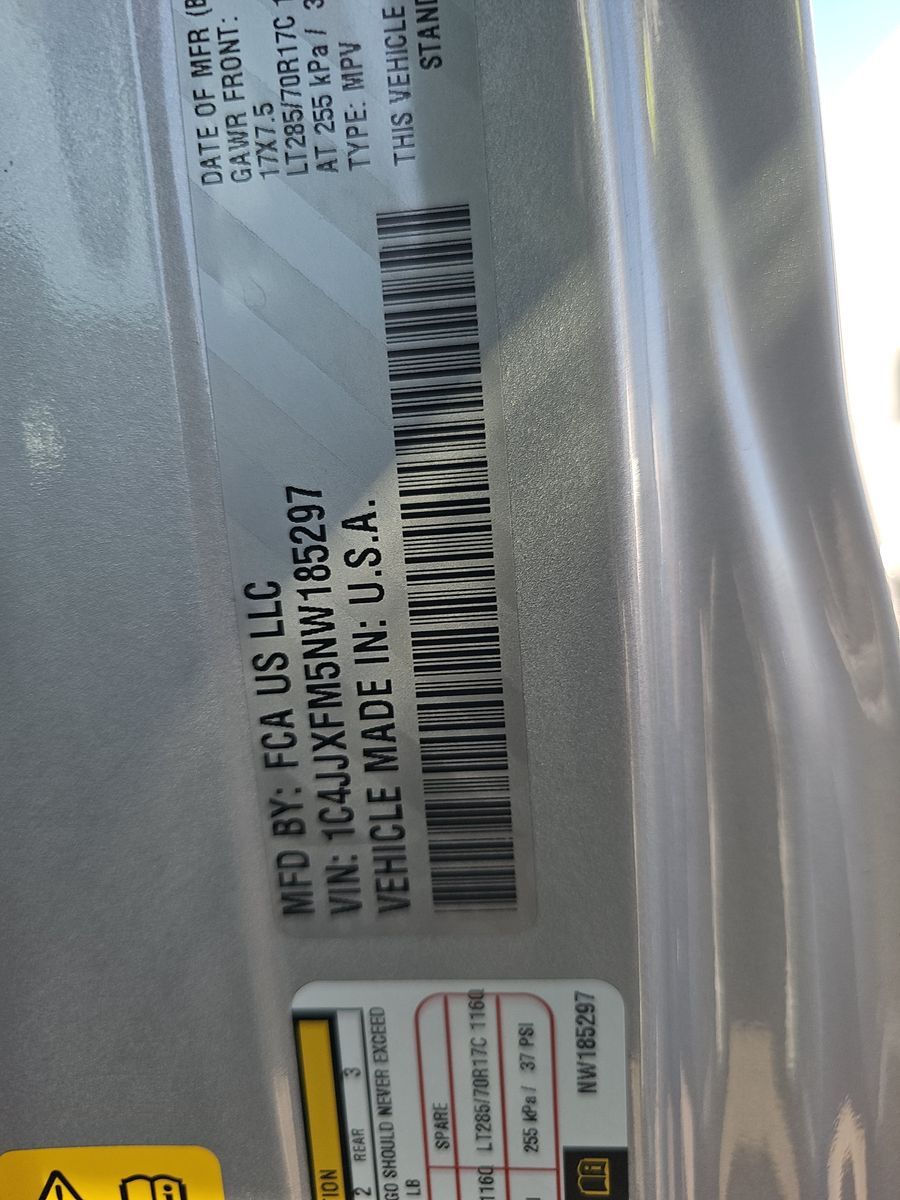 MFD BY: FCA US LLC
VIN: 1C4JJXFM5NW185297
VEHICLE MADE IN: U.S.A.
DATE OF MFR
GAWR FRONT:
17X7.5
LT285/70R17C
AT 255 kPa /
TYPE: MPV
THIS VEHICLE
2 REAR 3
GO SHOULD NEVER EXCEED
LB
SPARE
116Q LT285/70R17C 116Q
255 kPa / 37 PSI
NW185297